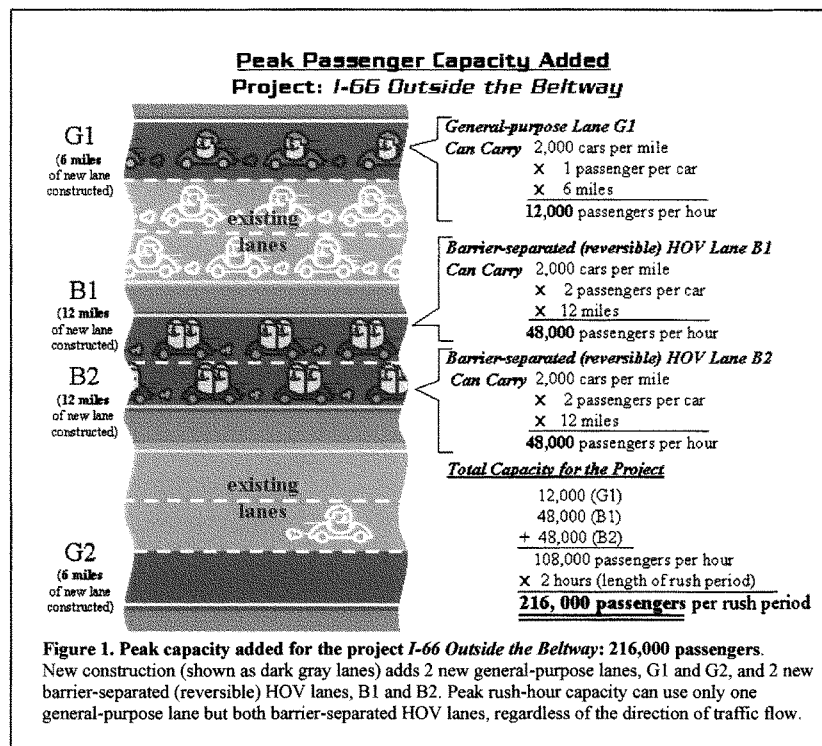 Peak Passenger Capacity Added
Project: I-66 Outside the Beltway
G1
(6 miles
of new lane
constructed)
existing
lanes
B1
(12 miles
of new lane
constructed)
B2
(12 miles
of new lane
constructed)
existing
lanes
G2
(6 miles
of new lane
constructed)
General-purpose Lane G1
Can Carry 2,000 cars per mile
x 1 passenger per car
x 6 miles
12,000 passengers per hour
Barrier-separated (reversible) HOV Lane B1
Can Carry 2,000 cars per mile
x 2 passengers per car
x 12 miles
48,000 passengers per hour
Barrier-separated (reversible) HOV Lane B2
Can Carry 2,000 cars per mile
x 2 passengers per car
x 12 miles
48,000 passengers per hour
Total Capacity for the Project
12,000 (G1)
48,000 (B1)
+ 48,000 (B2)
108,000 passengers per hour
x 2 hours (length of rush period)
216, 000 passengers per rush period
Figure 1. Peak capacity added for the project I-66 Outside the Beltway: 216,000 passengers.
New construction (shown as dark gray lanes) adds 2 new general-purpose lanes, G1 and G2, and 2 new
barrier-separated (reversible) HOV lanes, B1 and B2. Peak rush-hour capacity can use only one
general-purpose lane but both barrier-separated HOV lanes, regardless of the direction of traffic flow.